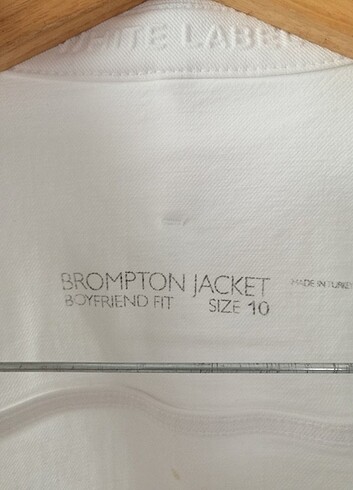 WHITE LABEL
BROMPTON JACKET
MADE IN TURKEY
BOYFRIEND FIT SIZE 10